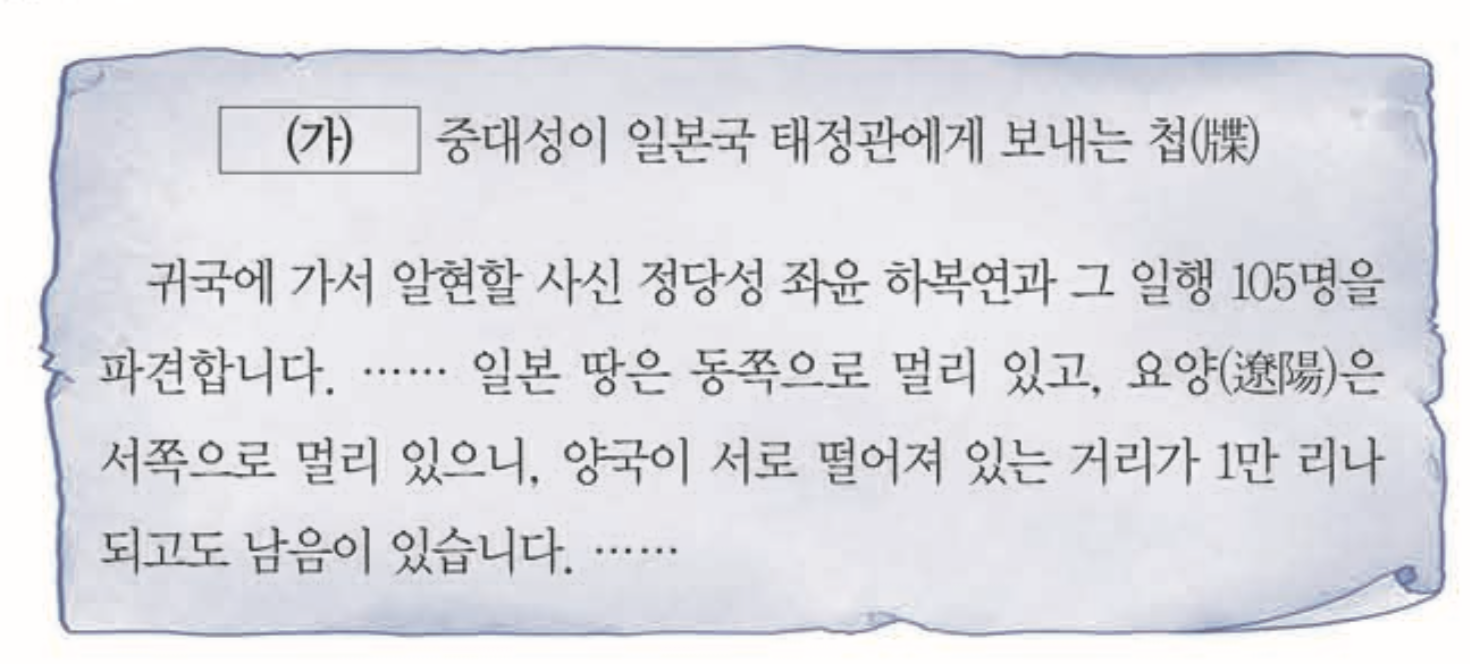 (가) 중대성이 일본국 태정관에게 보내는 첩(牒)
귀국에 가서 알현할 사신 정당성 좌윤 하복연과 그 일행 105명을
파견합니다. …… 일본 땅은 동쪽으로 멀리 있고, 요양(遼陽)은
서쪽으로 멀리 있으니, 양국이 서로 떨어져 있는 거리가 1만 리나
되고도 남음이 있습니다. ……